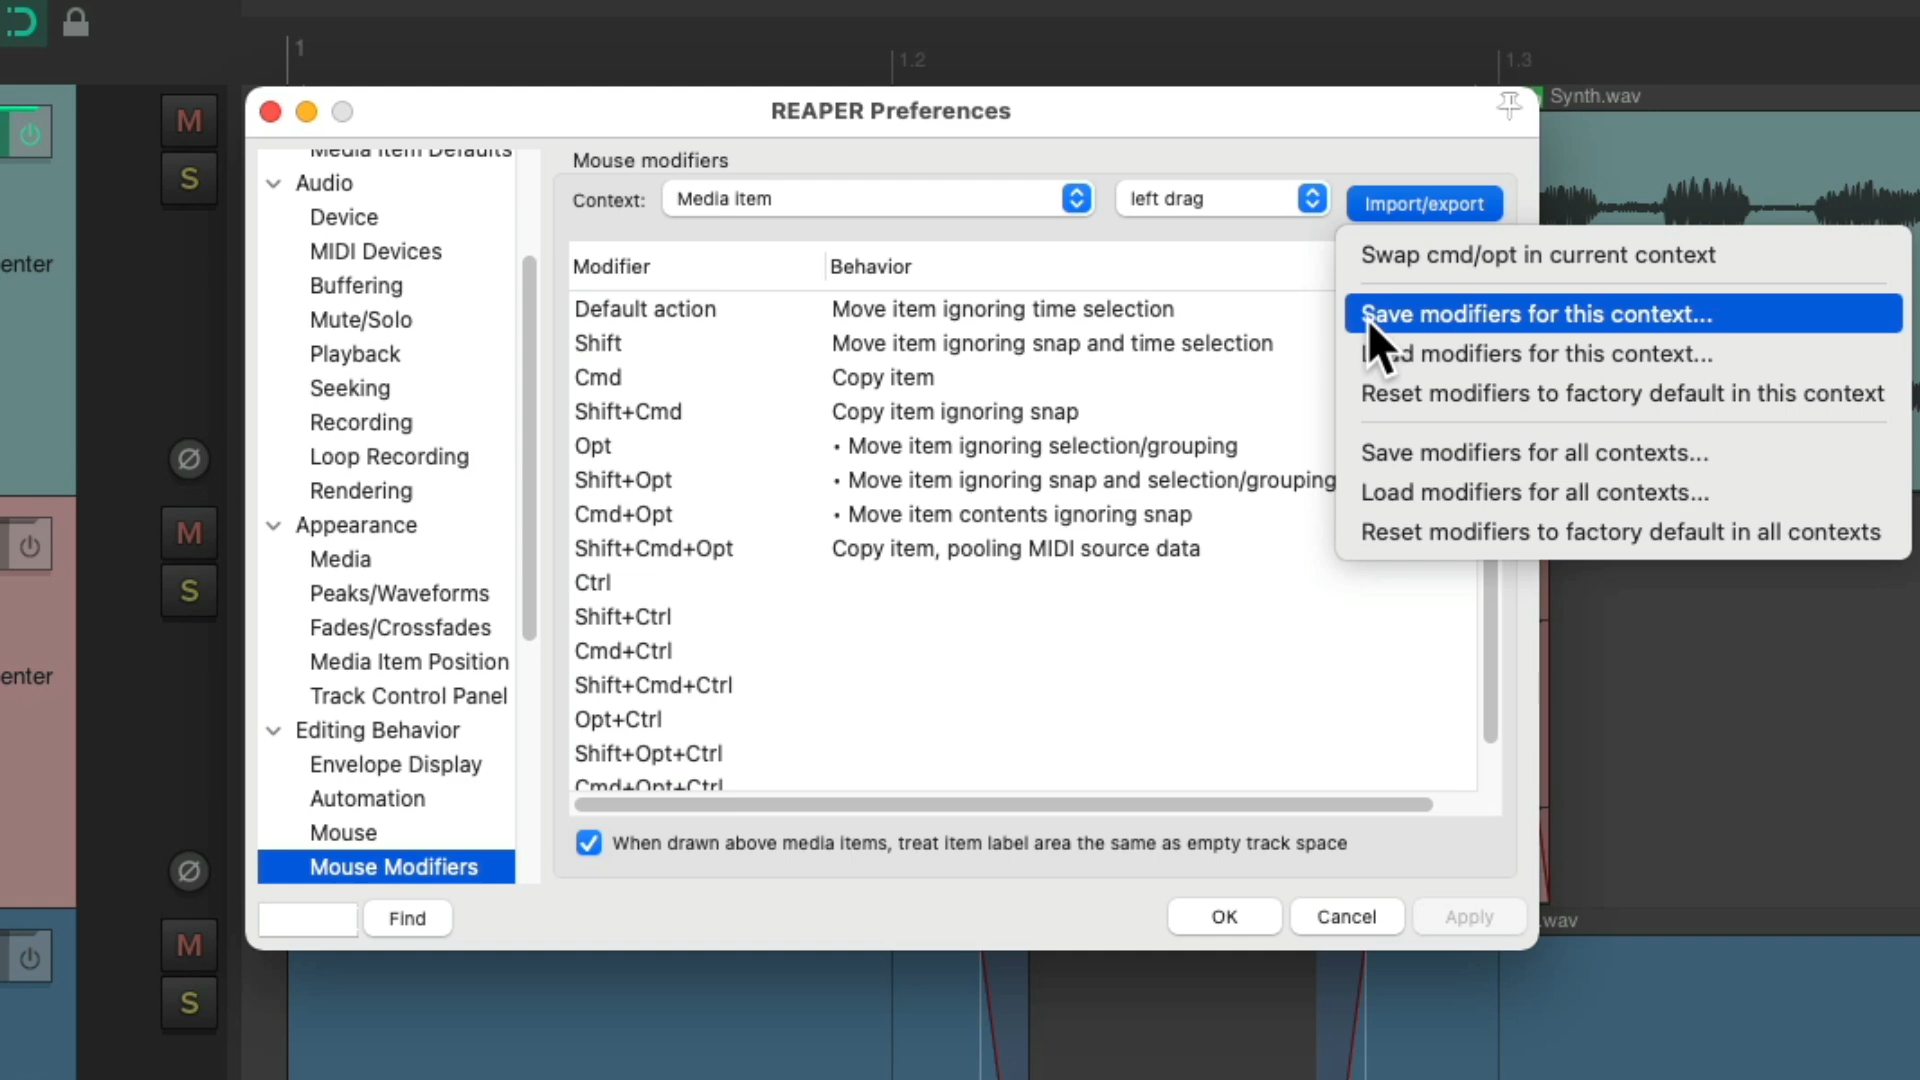 1
1.2
1.3
Synth.wav
M
S
enter
Ø
M
S
enter
Ø
M
S
.wav
REAPER Preferences
Media Item Defaults
Audio
Device
MIDI Devices
Buffering
Mute/Solo
Playback
Seeking
Recording
Loop Recording
Rendering
Appearance
Media
Peaks/Waveforms
Fades/Crossfades
Media Item Position
Track Control Panel
Editing Behavior
Envelope Display
Automation
Mouse
Mouse Modifiers
Find
Mouse modifiers
Context: Media item left drag Import/export
Modifier Behavior
Default action Move item ignoring time selection
Shift Move item ignoring snap and time selection
Cmd Copy item
Shift+Cmd Copy item ignoring snap
Opt • Move item ignoring selection/grouping
Shift+Opt • Move item ignoring snap and selection/grouping
Cmd+Opt • Move item contents ignoring snap
Shift+Cmd+Opt Copy item, pooling MIDI source data
Ctrl
Shift+Ctrl
Cmd+Ctrl
Shift+Cmd+Ctrl
Opt+Ctrl
Shift+Opt+Ctrl
Cmd+Opt+Ctrl
When drawn above media items, treat item label area the same as empty track space
OK Cancel Apply
Swap cmd/opt in current context
Save modifiers for this context...
Load modifiers for this context...
Reset modifiers to factory default in this context
Save modifiers for all contexts...
Load modifiers for all contexts...
Reset modifiers to factory default in all contexts